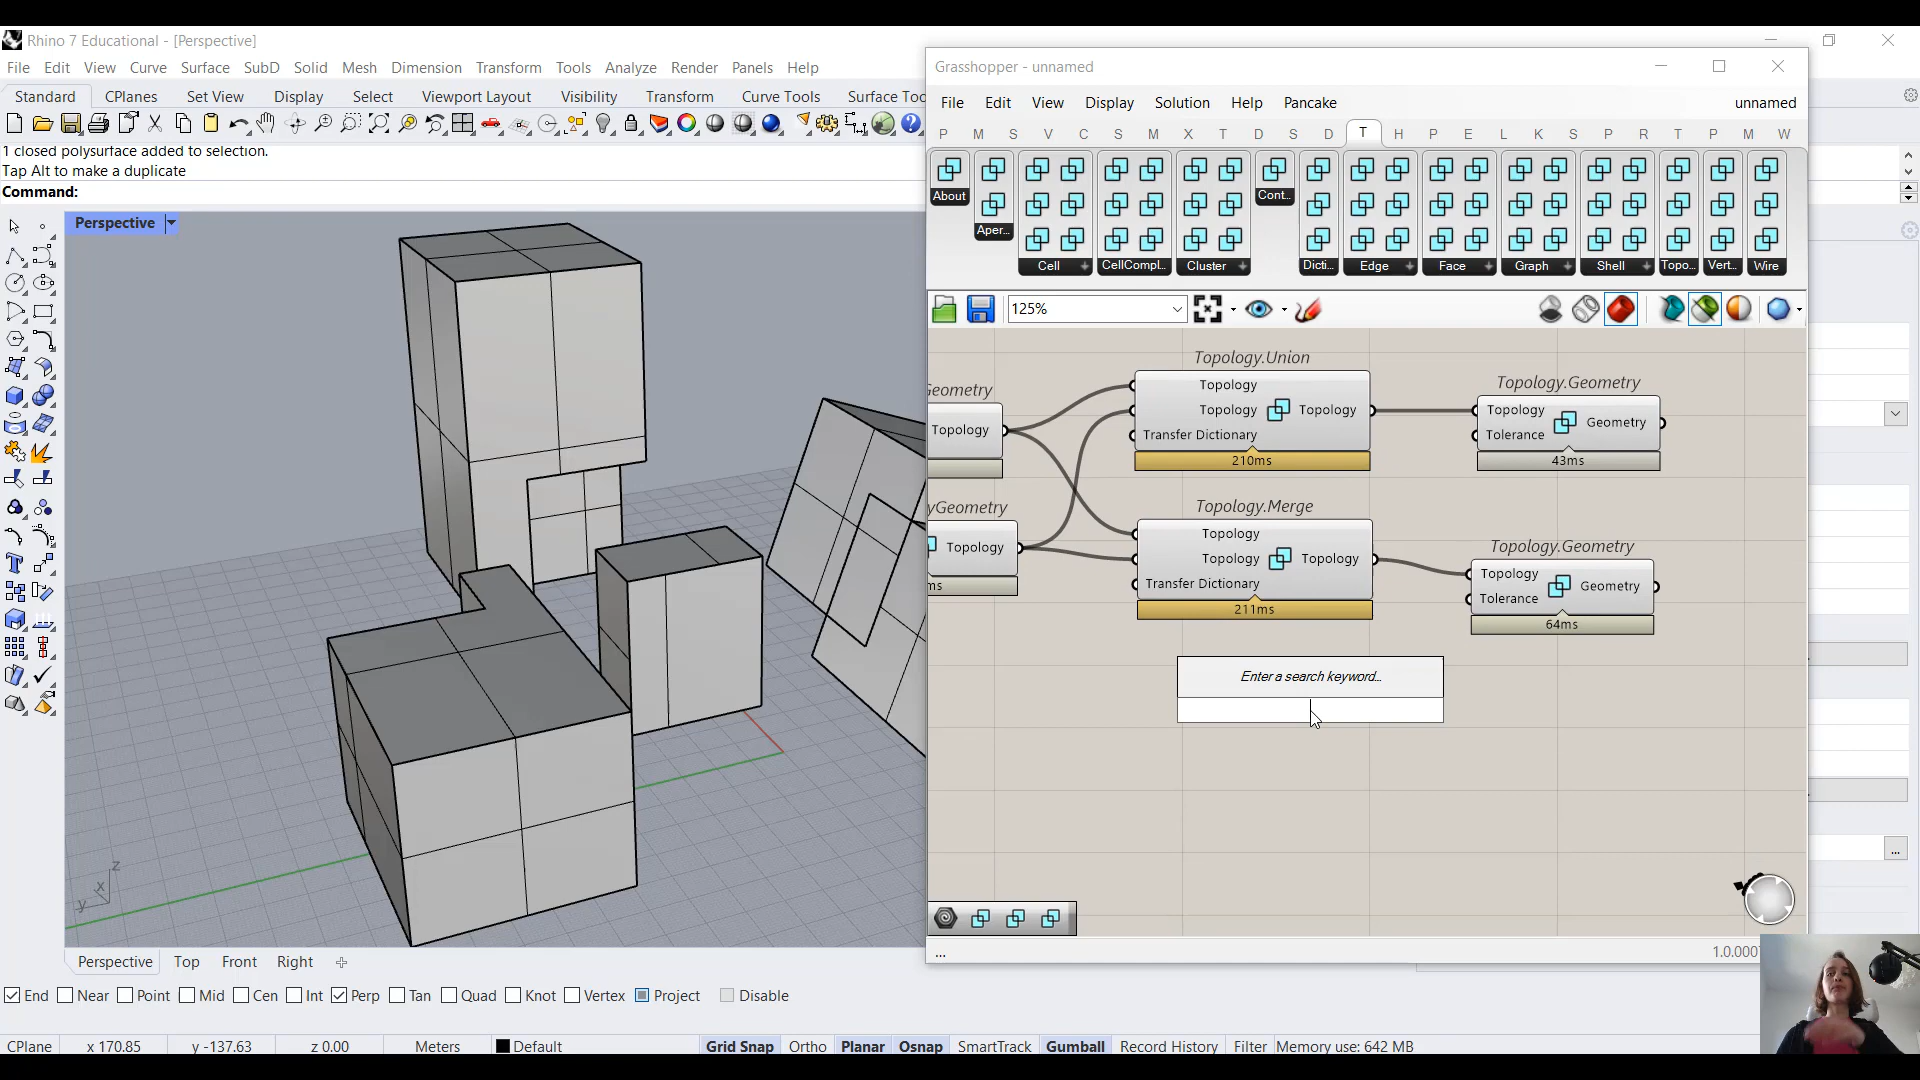 Rhino 7 Educational - [Perspective]
File Edit View Curve Surface SubD Solid Mesh Dimension Transform Tools Analyze Render Panels Help
Standard CPlanes Set View Display Select Viewport Layout Visibility Transform Curve Tools Surface Too
1 closed polysurface added to selection.
Tap Alt to make a duplicate
Command:
Perspective
Grasshopper - unnamed
File Edit View Display Solution Help Pancake unnamed
P M S V C S M X T D S D T H P E L K S P R T P M W
About Aper... Cell CellCompl... Cluster Cont... Dicti... Edge Face Graph Shell Topo... Vert... Wire
125%
Topology.Union
Topology
Topology Topology
Transfer Dictionary
210ms
Topology.Geometry
Topology
Tolerance Geometry
43ms
Geometry
Topology
yGeometry
Topology
ms
Topology.Merge
Topology
Topology Topology
Transfer Dictionary
211ms
Topology.Geometry
Topology
Tolerance Geometry
64ms
Enter a search keyword...
...
1.0.000
z
x
y
Perspective Top Front Right
End Near Point Mid Cen Int Perp Tan Quad Knot Vertex Project Disable
CPlane x 170.85 y -137.63 z 0.00 Meters Default Grid Snap Ortho Planar Osnap SmartTrack Gumball Record History Filter Memory use: 642 MB